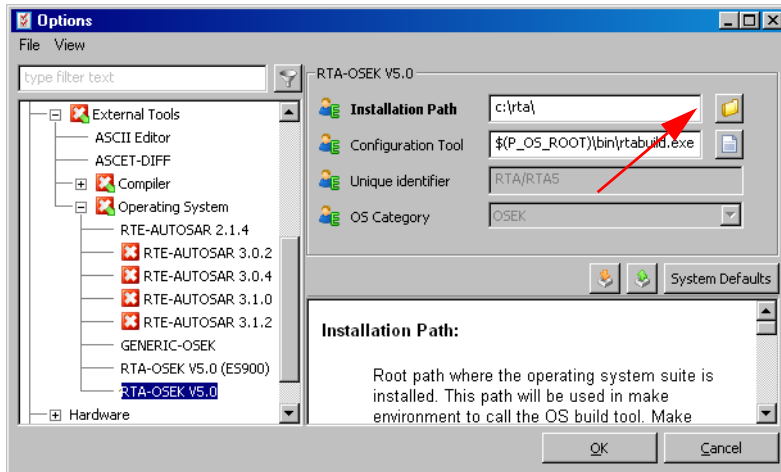 Options
File View
type filter text
External Tools
ASCII Editor
ASCET-DIFF
Compiler
Operating System
RTE-AUTOSAR 2.1.4
RTE-AUTOSAR 3.0.2
RTE-AUTOSAR 3.0.4
RTE-AUTOSAR 3.1.0
RTE-AUTOSAR 3.1.2
GENERIC-OSEK
RTA-OSEK V5.0 (ES900)
RTA-OSEK V5.0
Hardware
RTA-OSEK V5.0
Installation Path c:\rta\
Configuration Tool $(P_OS_ROOT)\bin\rtabuild.exe
Unique identifier RTA/RTA5
OS Category OSEK
System Defaults
Installation Path:
Root path where the operating system suite is
installed. This path will be used in make
environment to call the OS build tool. Make
OK Cancel